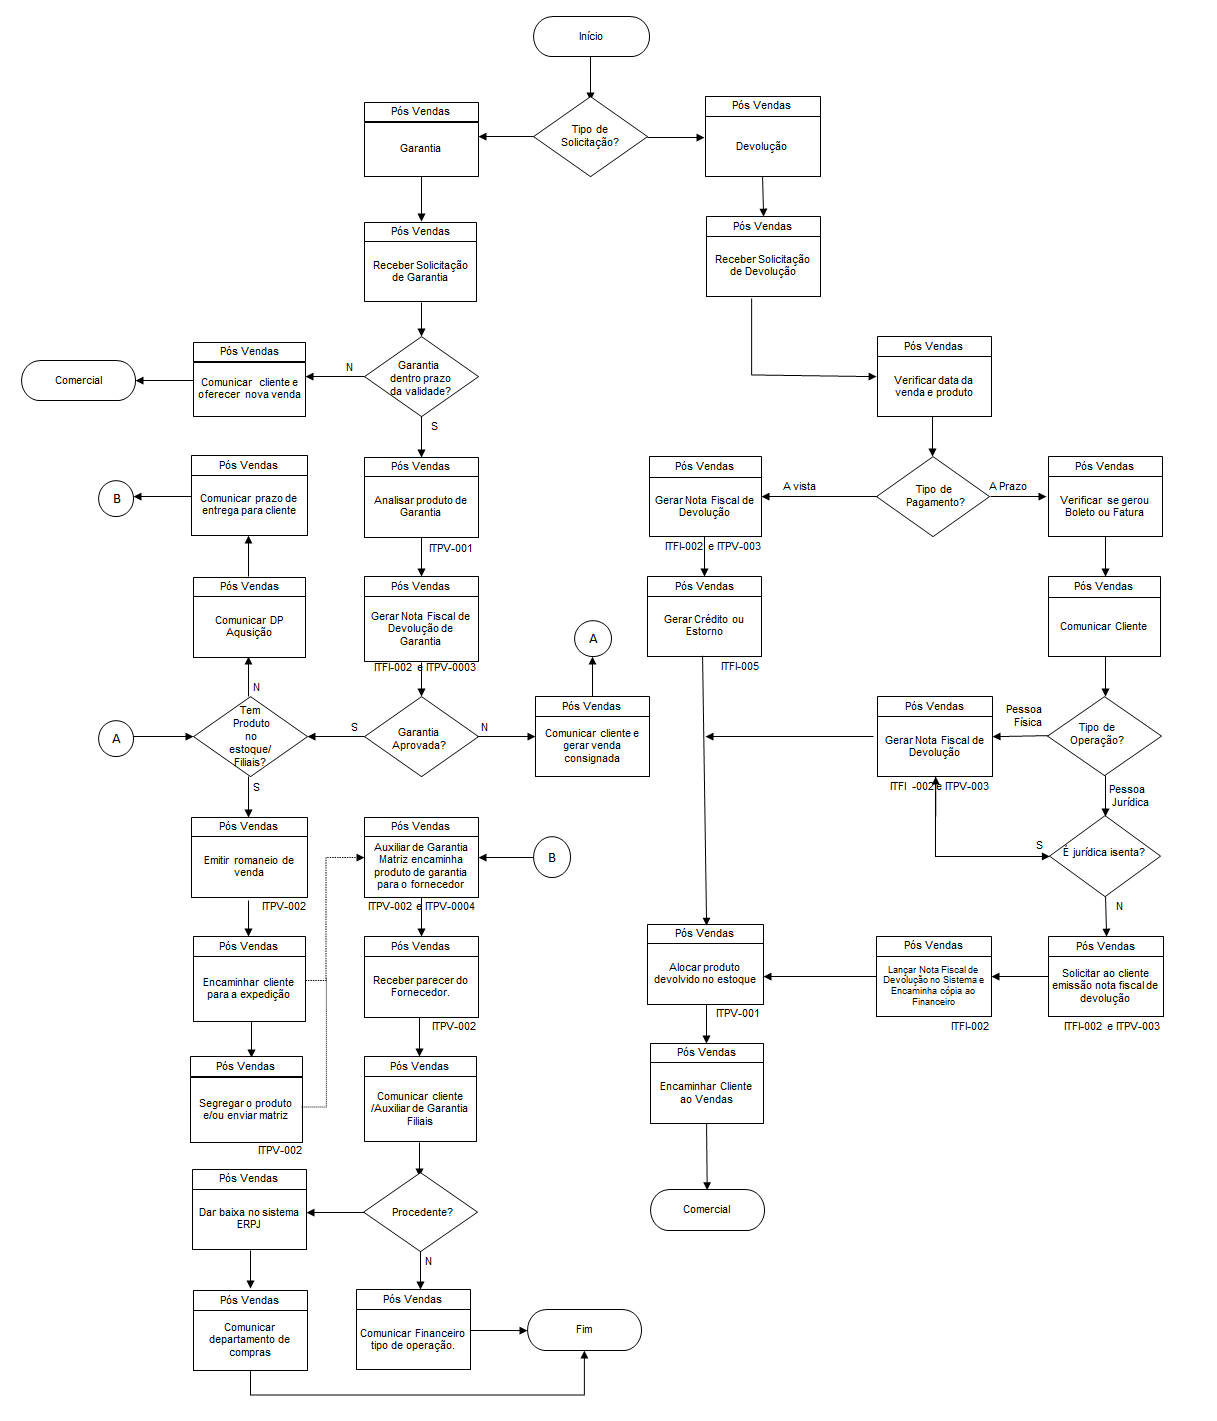 Início
Pós Vendas
Garantia
Tipo de
Solicitação?
Pós Vendas
Devolução
Pós Vendas
Receber Solicitação
de Garantia
Pós Vendas
Receber Solicitação
de Devolução
Comercial
Pós Vendas
Comunicar cliente e
oferecer nova venda
N
Garantia
dentro prazo
da validade?
S
Pós Vendas
Verificar data da
venda e produto
B
Pós Vendas
Comunicar prazo de
entrega para cliente
Pós Vendas
Analisar produto de
Garantia
ITPV-001
Pós Vendas
Gerar Nota Fiscal de
Devolução
ITFI-002 e ITPV-003
A vista
Tipo de
Pagamento?
A Prazo
Pós Vendas
Verificar se gerou
Boleto ou Fatura
Pós Vendas
Comunicar DP
Aqusição
Pós Vendas
Gerar Nota Fiscal de
Devolução de
Garantia
ITFI-002 e ITPV-0003
A
Pós Vendas
Gerar Crédito ou
Estorno
ITFI-005
Pós Vendas
Comunicar Cliente
A
N
Tem
Produto
no
estoque/
Filiais?
S
S
Garantia
Aprovada?
N
Pós Vendas
Comunicar cliente e
gerar venda
consignada
Pós Vendas
Gerar Nota Fiscal de
Devolução
ITFI -002 e ITPV-003
Pessoa
Física
Tipo de
Operação?
Pessoa
Jurídica
Pós Vendas
Emitir romaneio de
venda
ITPV-002
Pós Vendas
Auxiliar de Garantia
Matriz encaminha
produto de garantia
para o fornecedor
ITPV-002 e ITPV-0004
B
S
É jurídica isenta?
N
Pós Vendas
Encaminhar cliente
para a expedição
Pós Vendas
Receber parecer do
Fornecedor.
ITPV-002
Pós Vendas
Alocar produto
devolvido no estoque
ITPV-001
Pós Vendas
Lançar Nota Fiscal de
Devolução no Sistema e
Encaminha cópia ao
Financeiro
ITFI-002
Pós Vendas
Solicitar ao cliente
emissão nota fiscal de
devolução
ITFI-002 e ITPV-003
Pós Vendas
Segregar o produto
e/ou enviar matriz
ITPV-002
Pós Vendas
Comunicar cliente
/Auxiliar de Garantia
Filiais
Pós Vendas
Encaminhar Cliente
ao Vendas
Pós Vendas
Dar baixa no sistema
ERPJ
Procedente?
N
Comercial
Pós Vendas
Comunicar
departamento de
compras
Pós Vendas
Comunicar Financeiro
tipo de operação.
Fim